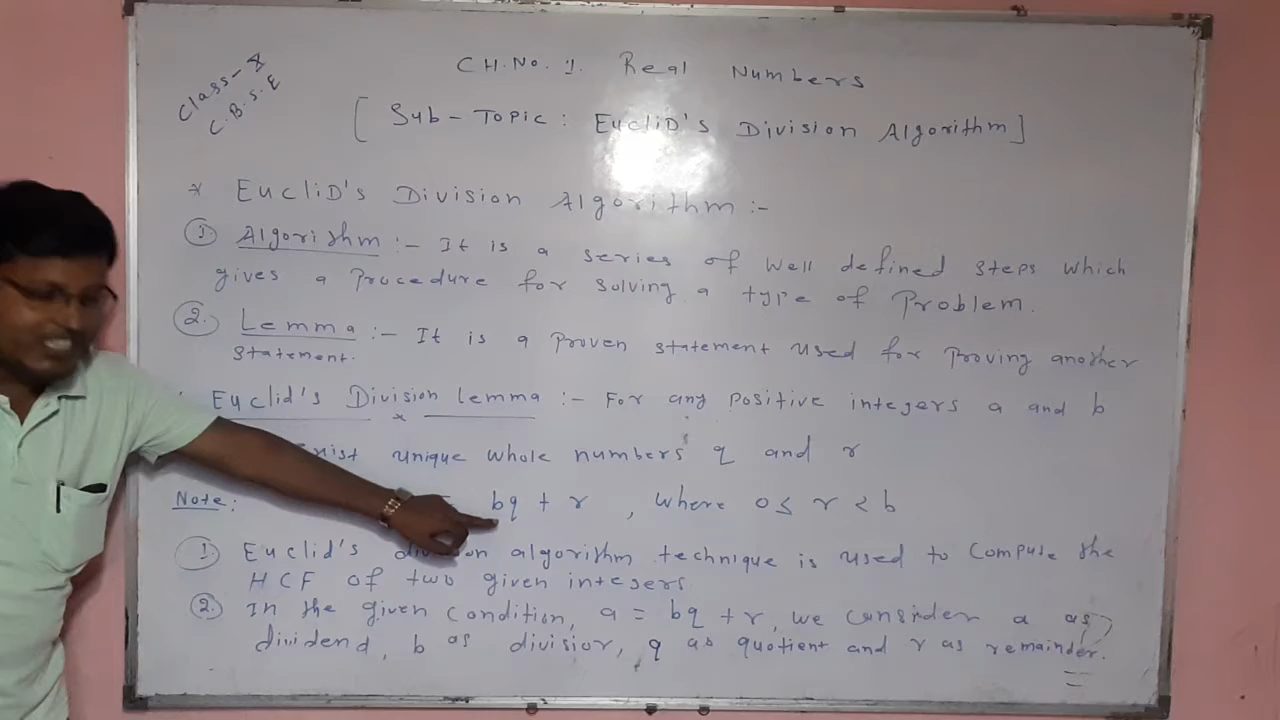 Class-X
C.B.S.E
CH.No. 1. Real Numbers
[Sub-Topic: EucliD's Division Algorithm]
* EucliD's Division Algorithm :-
1. Algorithm :- It is a series of well defined steps which
gives a Procedure for solving a type of Problem.
2. Lemma :- It is a Proven statement used for Proving another
statement.
Euclid's Division lemma :- For any positive integers a and b
unique whole numbers q and r
Note: bq + r , where 0 ≤ r < b
1 Euclid's division algorithm technique is used to compute the
HCF of two given integers
2. In the given condition, a = bq + r, we consider a as
dividend, b as divisior, q as quotient and r as remainder.